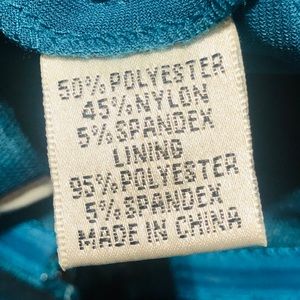 50% POLYESTER
45% NYLON
5% SPANDEX
LINING
95% POLYESTER
5% SPANDEX
MADE IN CHINA